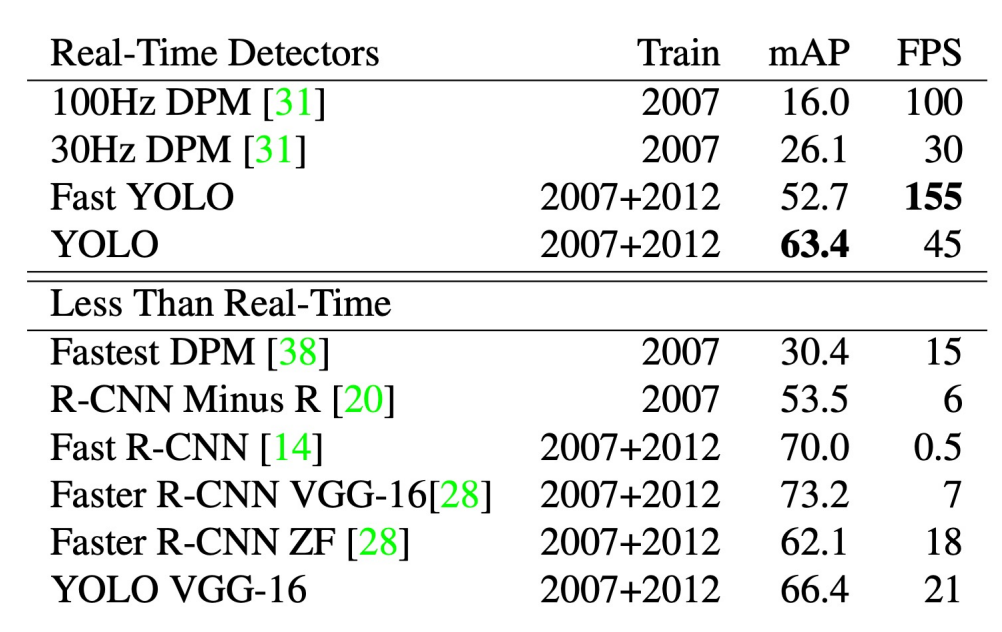 Real-Time Detectors Train mAP FPS
100Hz DPM [31] 2007 16.0 100
30Hz DPM [31] 2007 26.1 30
Fast YOLO 2007+2012 52.7 155
YOLO 2007+2012 63.4 45
Less Than Real-Time
Fastest DPM [38] 2007 30.4 15
R-CNN Minus R [20] 2007 53.5 6
Fast R-CNN [14] 2007+2012 70.0 0.5
Faster R-CNN VGG-16[28] 2007+2012 73.2 7
Faster R-CNN ZF [28] 2007+2012 62.1 18
YOLO VGG-16 2007+2012 66.4 21